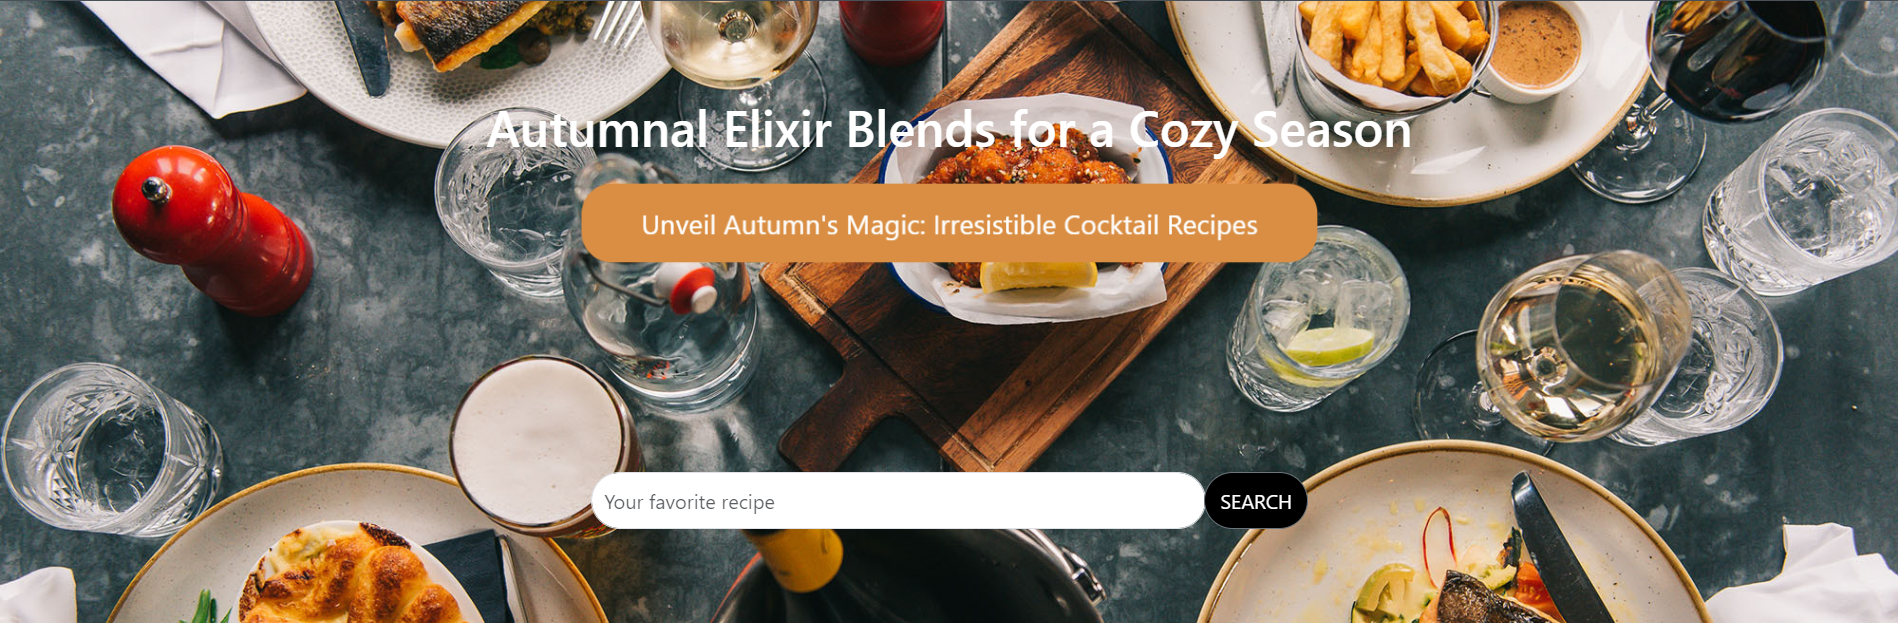 Autumnal Elixir Blends for a Cozy Season
Unveil Autumn's Magic: Irresistible Cocktail Recipes
Your favorite recipe
SEARCH